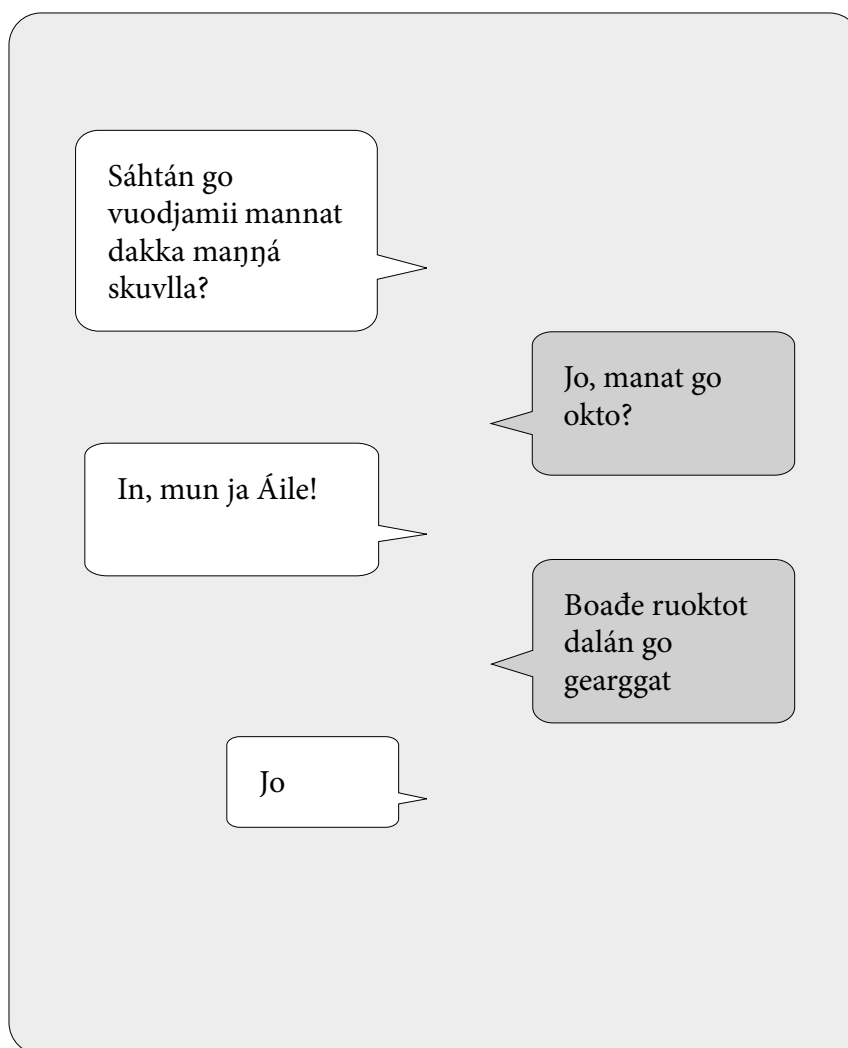 Sáhtán go
vuodjamii mannat
dakka maŋŋá
skuvlla?
Jo, manat go
okto?
In, mun ja Áile!
Boađe ruoktot
dalán go
gearggat
Jo